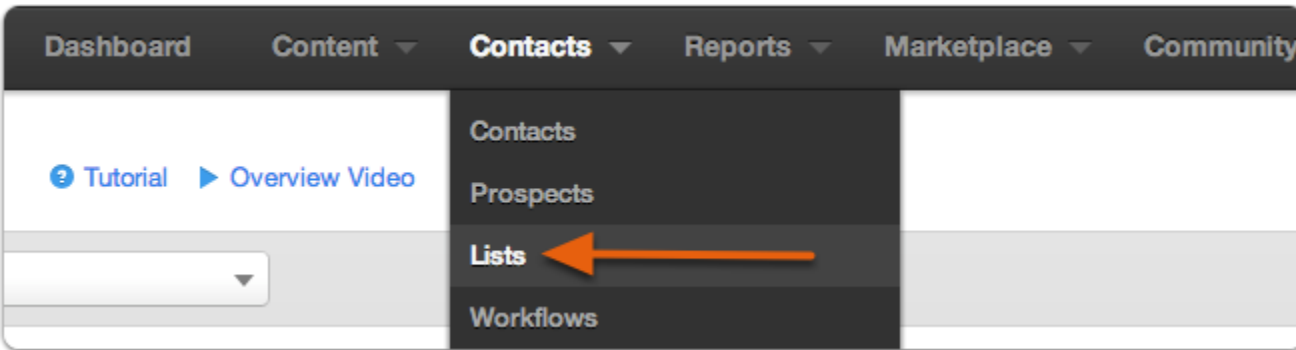 Dashboard Content Contacts Reports Marketplace Community
Contacts
Tutorial Overview Video
Prospects
Lists
Workflows